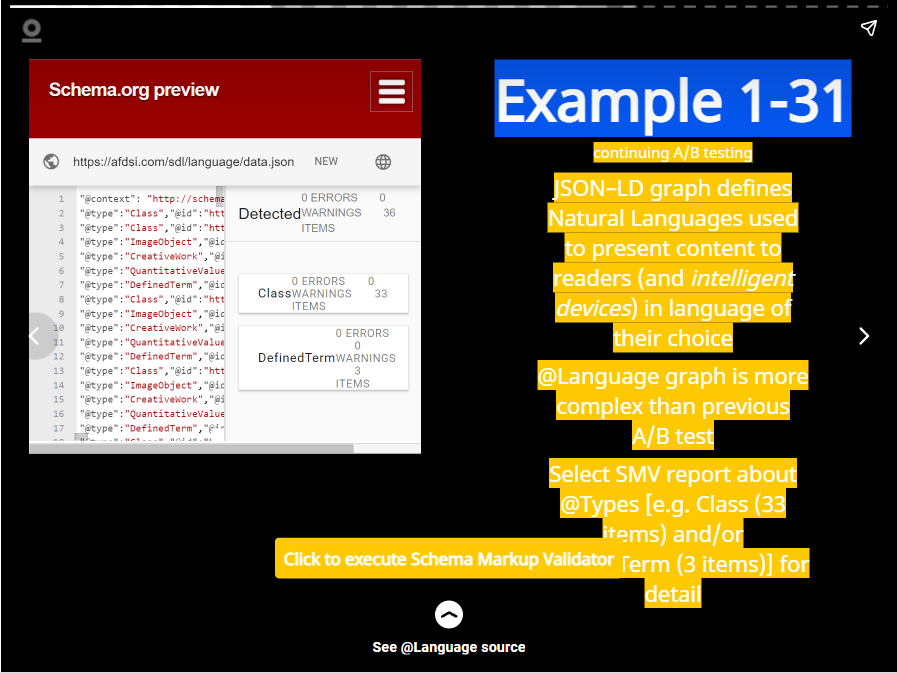 Schema.org preview
https://afdsi.com/sdl/language/data.json NEW
1 "@context": "http://schema
2 "@type":"Class","@id":"htt
3 "@type":"Class","@id":"htt
4 "@type":"ImageObject","@id
5 "@type":"CreativeWork","@i
6 "@type":"QuantitativeValue
7 "@type":"DefinedTerm","@id
8 "@type":"Class","@id":"htt
9 "@type":"ImageObject","@id
10 "@type":"CreativeWork","@i
11 "@type":"QuantitativeValue
12 "@type":"DefinedTerm","@id
13 "@type":"Class","@id":"htt
14 "@type":"ImageObject","@id
15 "@type":"CreativeWork","@i
16 "@type":"QuantitativeValue
17 "@type":"DefinedTerm",
0 ERRORS 0
Detected WARNINGS 36
ITEMS
0 ERRORS 0
Class WARNINGS 33
ITEMS
0 ERRORS
0
DefinedTerm WARNINGS
3
ITEMS
Example 1-31
continuing A/B testing
JSON–LD graph defines
Natural Languages used
to present content to
readers (and intelligent
devices) in language of
their choice
@Language graph is more
complex than previous
A/B test
Select SMV report about
@Types [e.g. Class (33
items) and/or
Term (3 items)] for
detail
Click to execute Schema Markup Validator
See @Language source